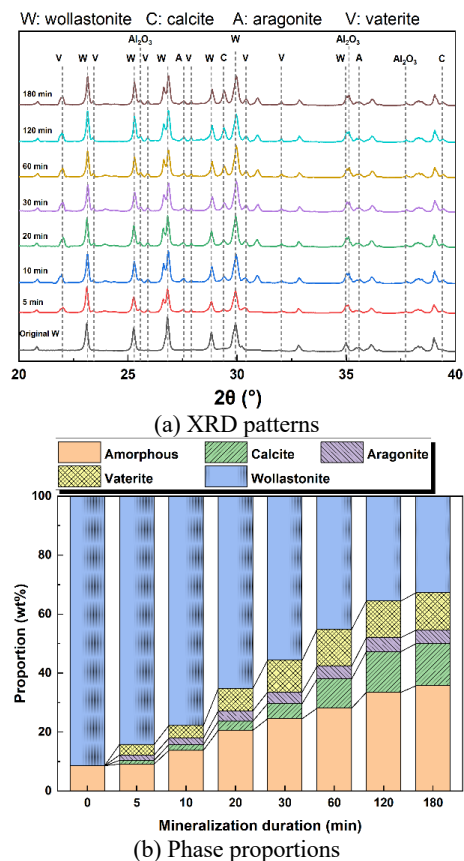 W: wollastonite C: calcite A: aragonite V: vaterite
Al₂O₃ W Al₂O₃
V W V W V W A V W C V V W A Al₂O₃ C
180 min
120 min
60 min
30 min
20 min
10 min
5 min
Original W
20 25 30 35 40
2θ (°)
(a) XRD patterns
Amorphous Calcite Aragonite
Vaterite Wollastonite
100
80
60
40
20
0
Proportion (wt%)
0 5 10 20 30 60 120 180
Mineralization duration (min)
(b) Phase proportions